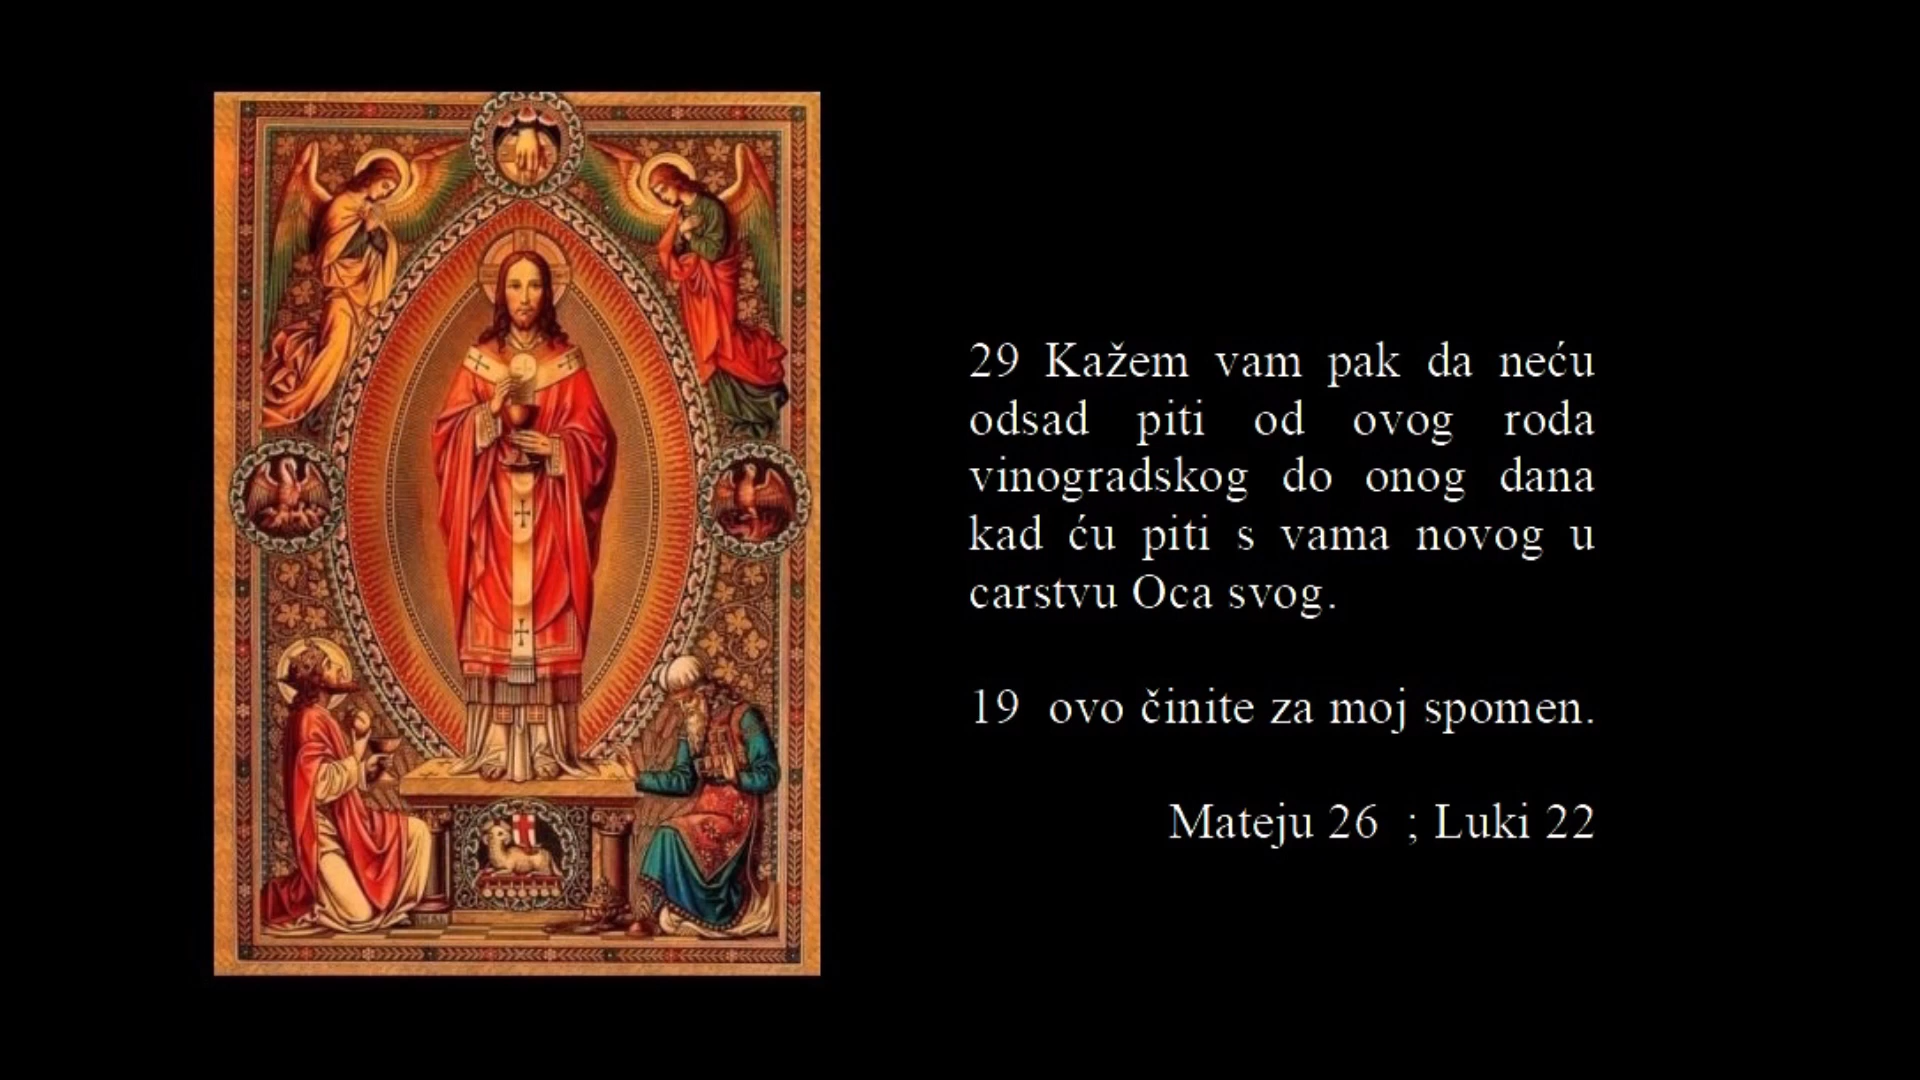 29 Kažem vam pak da neću
odsad piti od ovog roda
vinogradskog do onog dana
kad ću piti s vama novog u
carstvu Oca svog.
19 ovo činite za moj spomen.
Mateju 26 ; Luki 22